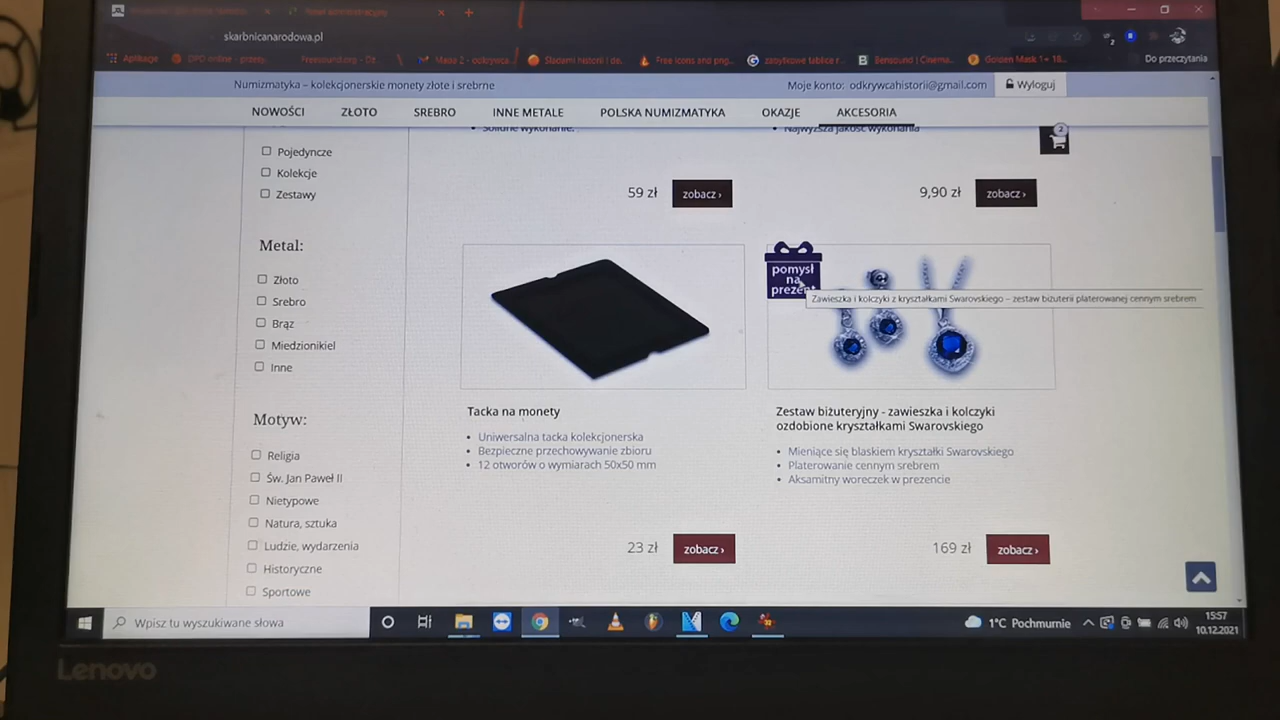 skarbnicanarodowa.pl
Aplikacje
DPD online - przesy...
Freesound.org - Dz...
Śladami historii | de...
Free icons and png...
zabytkowe tablice r...
Bensound | Cinema...
Golden Mask 1+ 18...
Do przeczytania
Numizmatyka – kolekcjonerskie monety złote i srebrne
Moje konto: odkrywcahistorii@gmail.com
Wyloguj
NOWOŚCI
ZŁOTO
SREBRO
INNE METALE
POLSKA NUMIZMATYKA
OKAZJE
AKCESORIA
2
Solidne wykonanie.
Najwyższa jakość wykonania
Pojedyncze
Kolekcje
Zestawy
59 zł
zobacz ›
9,90 zł
zobacz ›
Metal:
Złoto
Srebro
Brąz
Miedzionikiel
Inne
pomysł
na
prezent
Zawieszka i kolczyki z kryształkami Swarovskiego – zestaw biżuterii platerowanej cennym srebrem
Motyw:
Religia
Św. Jan Paweł II
Nietypowe
Natura, sztuka
Ludzie, wydarzenia
Historyczne
Sportowe
Tacka na monety
Uniwersalna tacka kolekcjonerska
Bezpieczne przechowywanie zbioru
12 otworów o wymiarach 50x50 mm
23 zł
zobacz ›
Zestaw biżuteryjny - zawieszka i kolczyki
ozdobione kryształkami Swarovskiego
Mieniące się blaskiem kryształki Swarovskiego
Platerowanie cennym srebrem
Aksamitny woreczek w prezencie
169 zł
zobacz ›
Wpisz tu wyszukiwane słowa
1°C Pochmurnie
15:57
10.12.2021
Lenovo